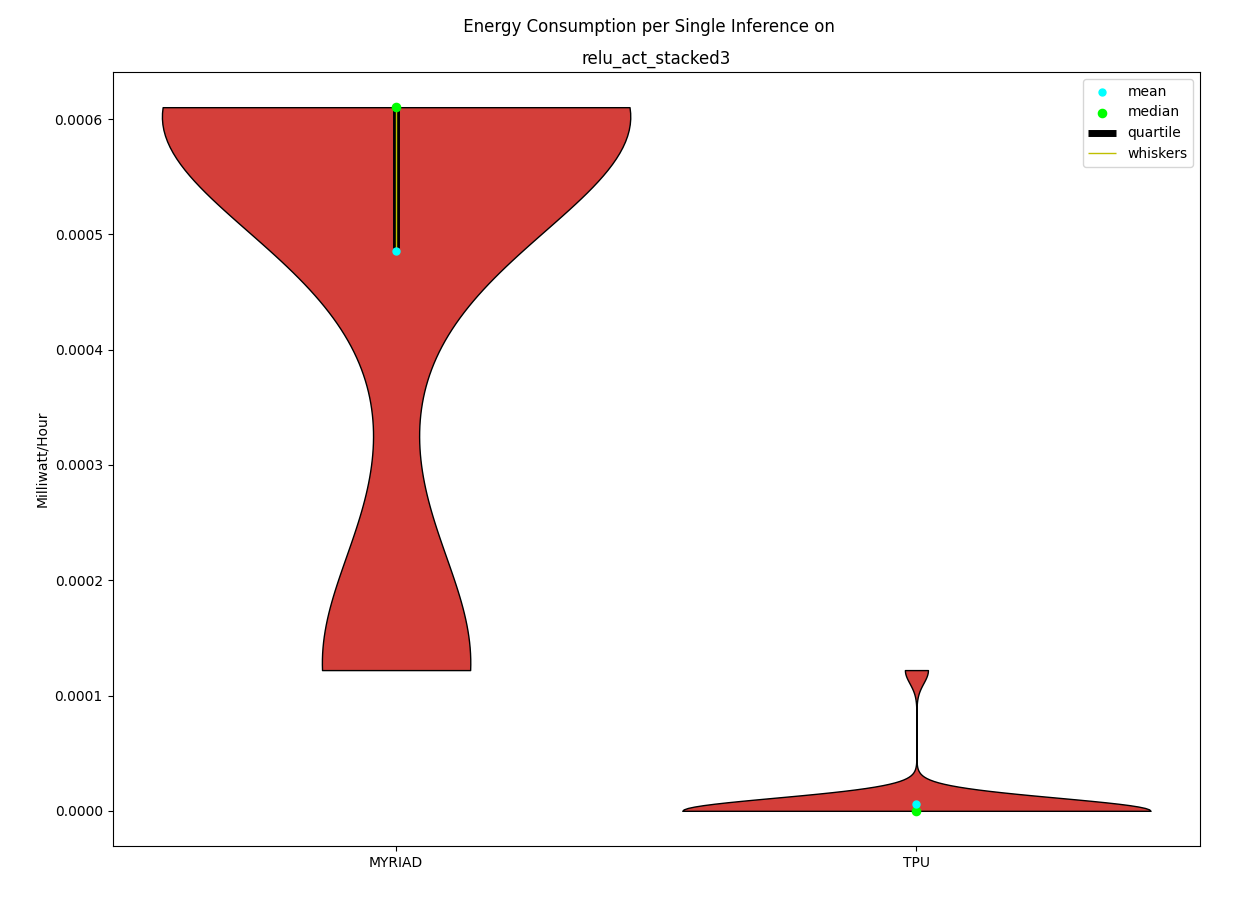 Energy Consumption per Single Inference on
relu_act_stacked3
mean
median
quartile
whiskers
Milliwatt/Hour
0.0006
0.0005
0.0004
0.0003
0.0002
0.0001
0.0000
MYRIAD
TPU